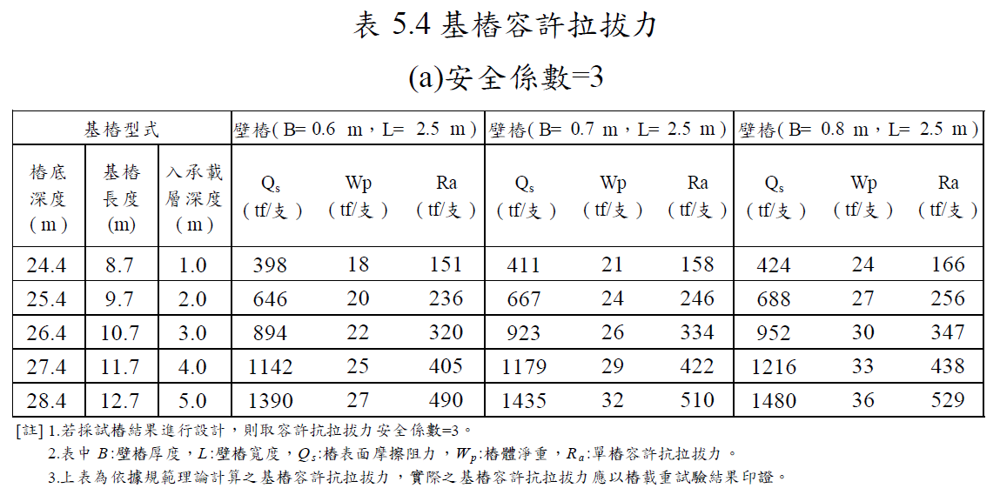 表 5.4 基樁容許拉拔力
(a)安全係數=3
基樁型式 壁樁( B= 0.6 m，L= 2.5 m ) 壁樁( B= 0.7 m，L= 2.5 m ) 壁樁( B= 0.8 m，L= 2.5 m )
樁底深度 ( m ) 基樁長度 (m) 入承載層深度 ( m ) Qs ( tf/支 ) Wp ( tf/支 ) Ra ( tf/支 ) Qs ( tf/支 ) Wp ( tf/支 ) Ra ( tf/支 ) Qs ( tf/支 ) Wp ( tf/支 ) Ra ( tf/支 )
24.4 8.7 1.0 398 18 151 411 21 158 424 24 166
25.4 9.7 2.0 646 20 236 667 24 246 688 27 256
26.4 10.7 3.0 894 22 320 923 26 334 952 30 347
27.4 11.7 4.0 1142 25 405 1179 29 422 1216 33 438
28.4 12.7 5.0 1390 27 490 1435 32 510 1480 36 529
[註] 1.若採試樁結果進行設計，則取容許抗拉拔力安全係數=3。
2.表中 B:壁樁厚度，L:壁樁寬度，Qs:樁表面摩擦阻力，Wp:樁體淨重，Ra:單樁容許抗拉拔力。
3.上表為依據規範理論計算之基樁容許抗拉拔力，實際之基樁容許抗拉拔力應以樁載重試驗結果印證。